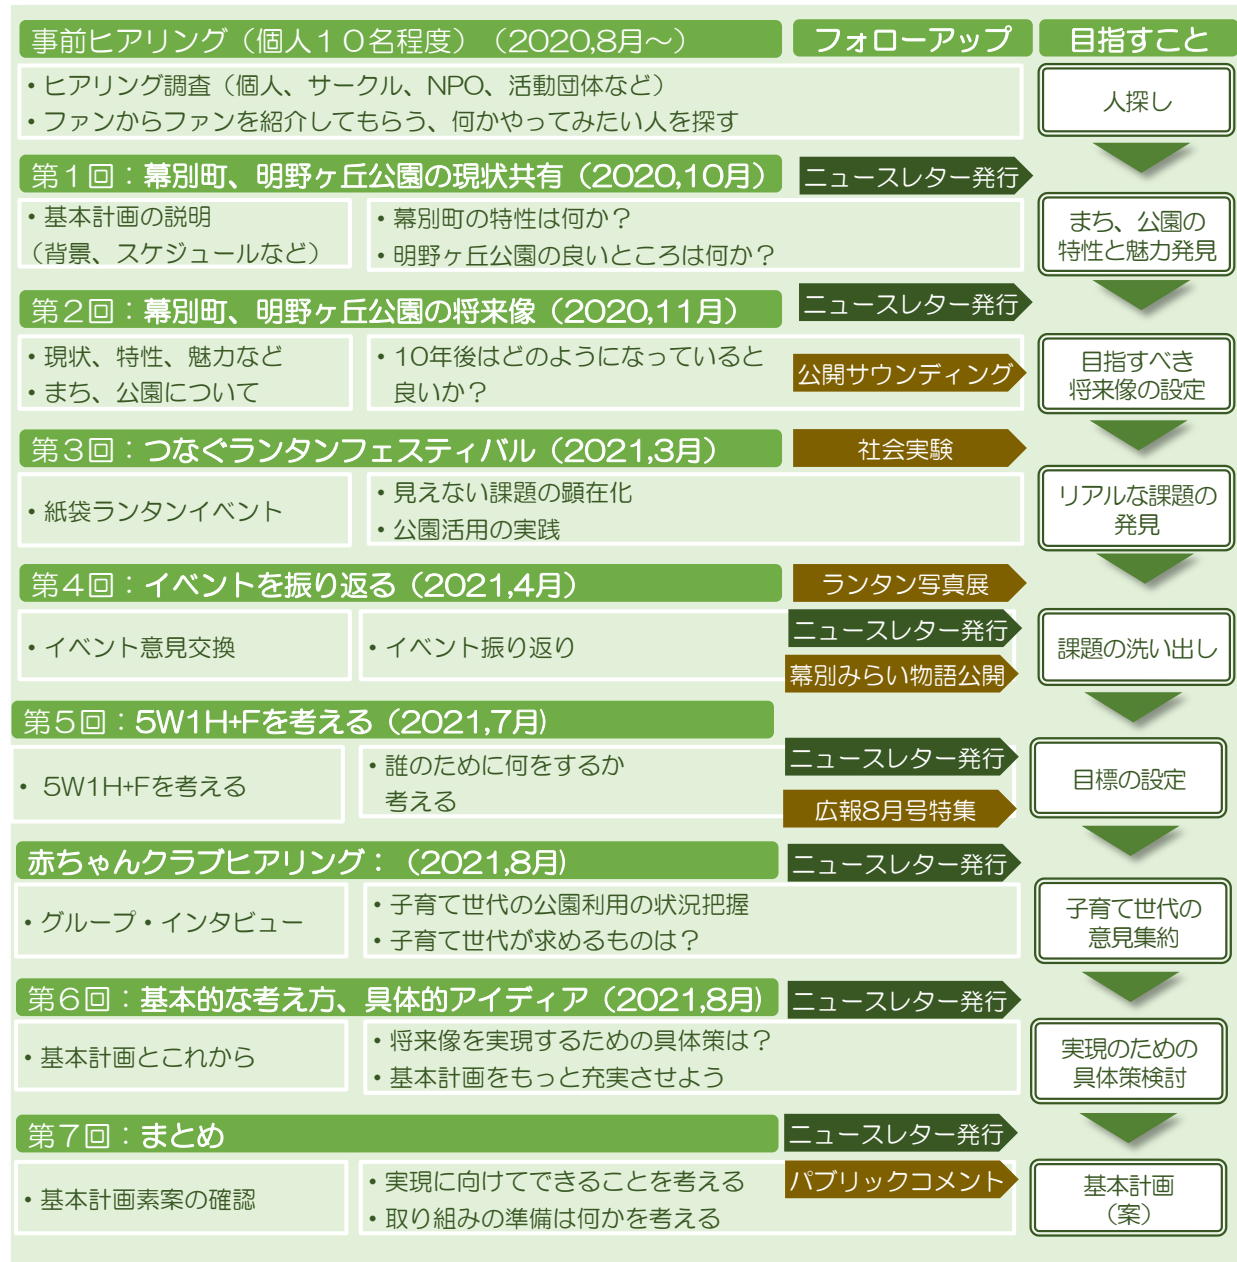 事前ヒアリング（個人１０名程度）（2020,8月～）
フォローアップ
目指すこと
・ヒアリング調査（個人、サークル、NPO、活動団体など）
・ファンからファンを紹介してもらう、何かやってみたい人を探す
人探し
第１回：幕別町、明野ヶ丘公園の現状共有（2020,10月）
ニュースレター発行
・基本計画の説明
（背景、スケジュールなど）
・幕別町の特性は何か？
・明野ヶ丘公園の良いところは何か？
まち、公園の
特性と魅力発見
第２回：幕別町、明野ヶ丘公園の将来像（2020,11月）
ニュースレター発行
・現状、特性、魅力など
・まち、公園について
・10年後はどのようになっていると
良いか？
公開サウンディング
目指すべき
将来像の設定
第３回：つなぐランタンフェスティバル（2021,3月）
社会実験
・紙袋ランタンイベント
・見えない課題の顕在化
・公園活用の実践
リアルな課題の
発見
第４回：イベントを振り返る（2021,4月）
ランタン写真展
・イベント意見交換
・イベント振り返り
ニュースレター発行
幕別みらい物語公開
課題の洗い出し
第５回：5W1H+Fを考える（2021,7月)
・ 5W1H+Fを考える
・誰のために何をするか
考える
ニュースレター発行
広報8月号特集
目標の設定
赤ちゃんクラブヒアリング：（2021,8月)
ニュースレター発行
・グループ・インタビュー
・子育て世代の公園利用の状況把握
・子育て世代が求めるものは？
子育て世代の
意見集約
第６回：基本的な考え方、具体的アイディア（2021,8月)
ニュースレター発行
・基本計画とこれから
・将来像を実現するための具体策は？
・基本計画をもっと充実させよう
実現のための
具体策検討
第７回：まとめ
ニュースレター発行
・基本計画素案の確認
・実現に向けてできることを考える
・取り組みの準備は何かを考える
パブリックコメント
基本計画
（案）